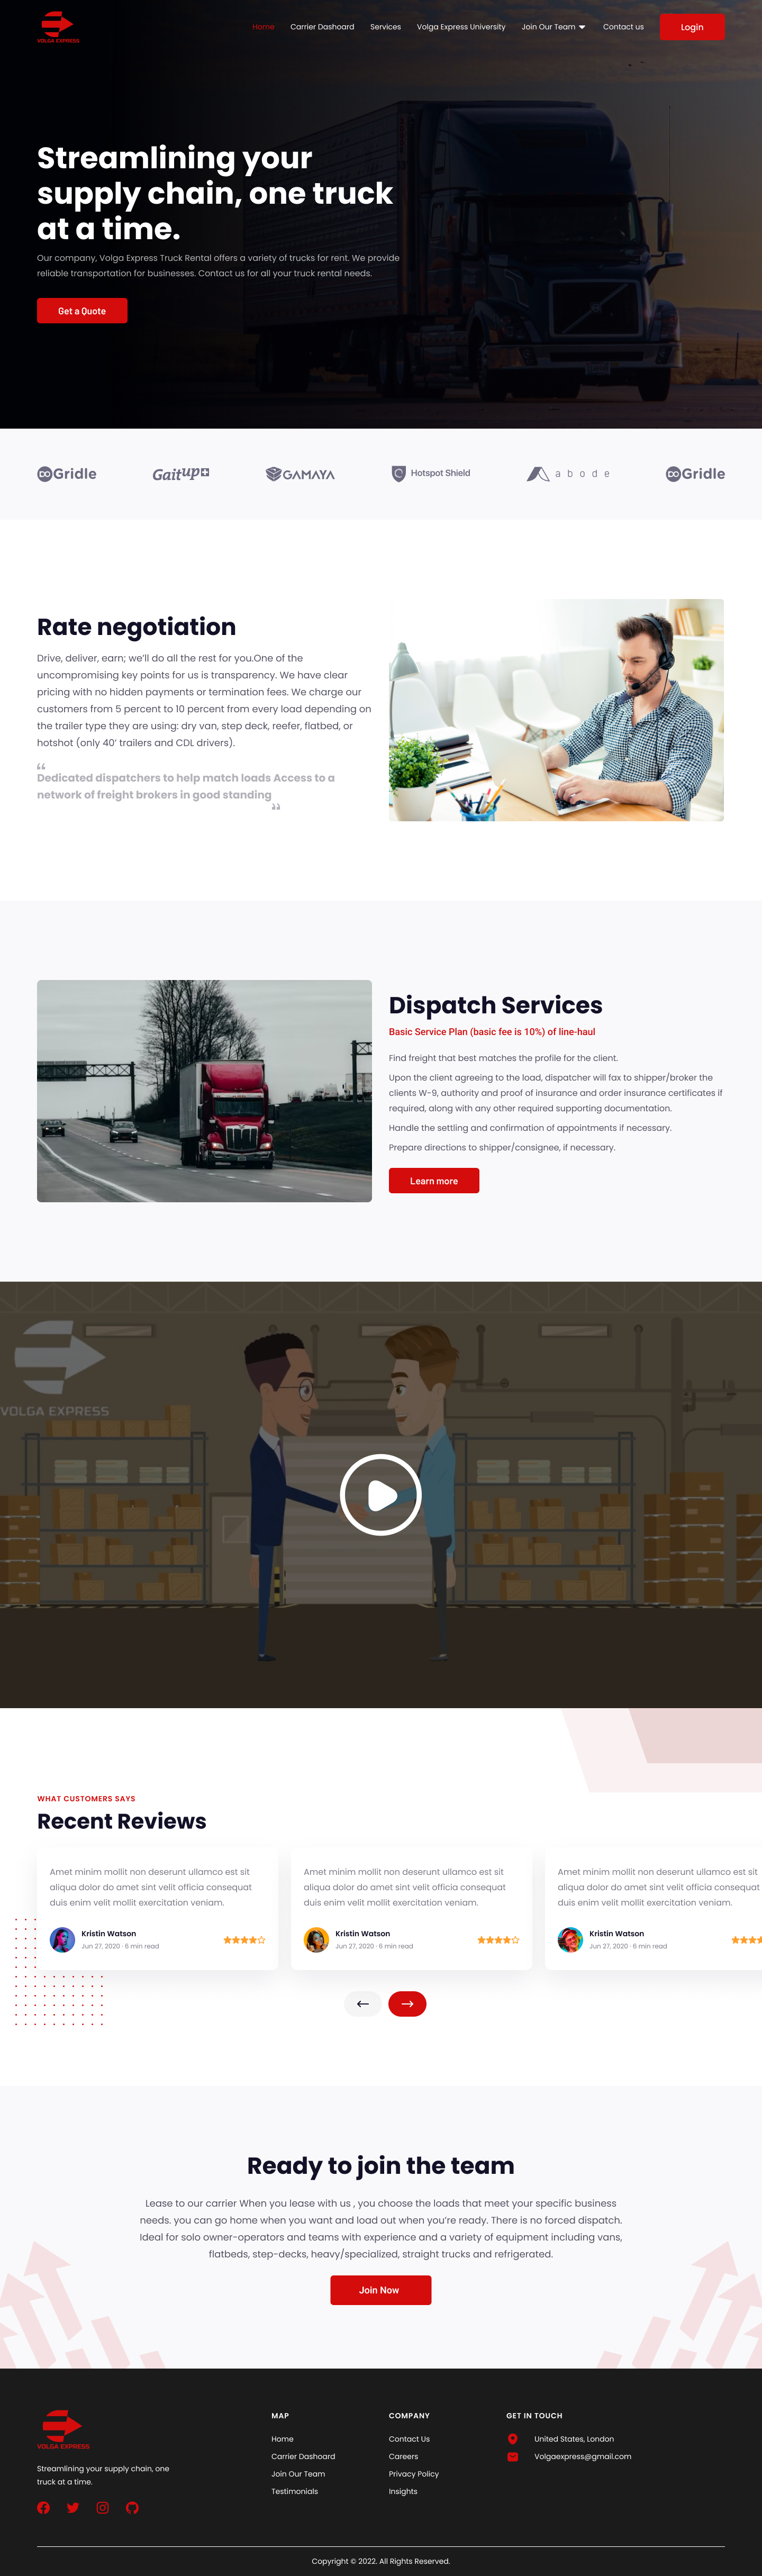 VOLGA EXPRESS
Home Carrier Dashoard Services Volga Express University Join Our Team Contact us Login
Streamlining your
supply chain, one truck
at a time.
Our company, Volga Express Truck Rental offers a variety of trucks for rent. We provide
reliable transportation for businesses. Contact us for all your truck rental needs.
Get a Quote
Gridle Gaitup GAMAYA Hotspot Shield abode Gridle
Rate negotiation
Drive, deliver, earn; we’ll do all the rest for you.One of the
uncompromising key points for us is transparency. We have clear
pricing with no hidden payments or termination fees. We charge our
customers from 5 percent to 10 percent from every load depending on
the trailer type they are using: dry van, step deck, reefer, flatbed, or
hotshot (only 40’ trailers and CDL drivers).
“
Dedicated dispatchers to help match loads Access to a
network of freight brokers in good standing
”
Dispatch Services
Basic Service Plan (basic fee is 10%) of line-haul
Find freight that best matches the profile for the client.
Upon the client agreeing to the load, dispatcher will fax to shipper/broker the
clients W-9, authority and proof of insurance and order insurance certificates if
required, along with any other required supporting documentation.
Handle the settling and confirmation of appointments if necessary.
Prepare directions to shipper/consignee, if necessary.
Learn more
VOLGA EXPRESS
WHAT CUSTOMERS SAYS
Recent Reviews
Amet minim mollit non deserunt ullamco est sit
aliqua dolor do amet sint velit officia consequat
duis enim velit mollit exercitation veniam.
Kristin Watson
Jun 27, 2020 · 6 min read
Amet minim mollit non deserunt ullamco est sit
aliqua dolor do amet sint velit officia consequat
duis enim velit mollit exercitation veniam.
Kristin Watson
Jun 27, 2020 · 6 min read
Amet minim mollit non deserunt ullamco est sit
aliqua dolor do amet sint velit officia consequat
duis enim velit mollit exercitation veniam.
Kristin Watson
Jun 27, 2020 · 6 min read
Ready to join the team
Lease to our carrier When you lease with us , you choose the loads that meet your specific business
needs. you can go home when you want and load out when you’re ready. There is no forced dispatch.
Ideal for solo owner-operators and teams with experience and a variety of equipment including vans,
flatbeds, step-decks, heavy/specialized, straight trucks and refrigerated.
Join Now
VOLGA EXPRESS
Streamlining your supply chain, one
truck at a time.
MAP
Home
Carrier Dashoard
Join Our Team
Testimonials
COMPANY
Contact Us
Careers
Privacy Policy
Insights
GET IN TOUCH
United States, London
Volgaexpress@gmail.com
Copyright © 2022. All Rights Reserved.